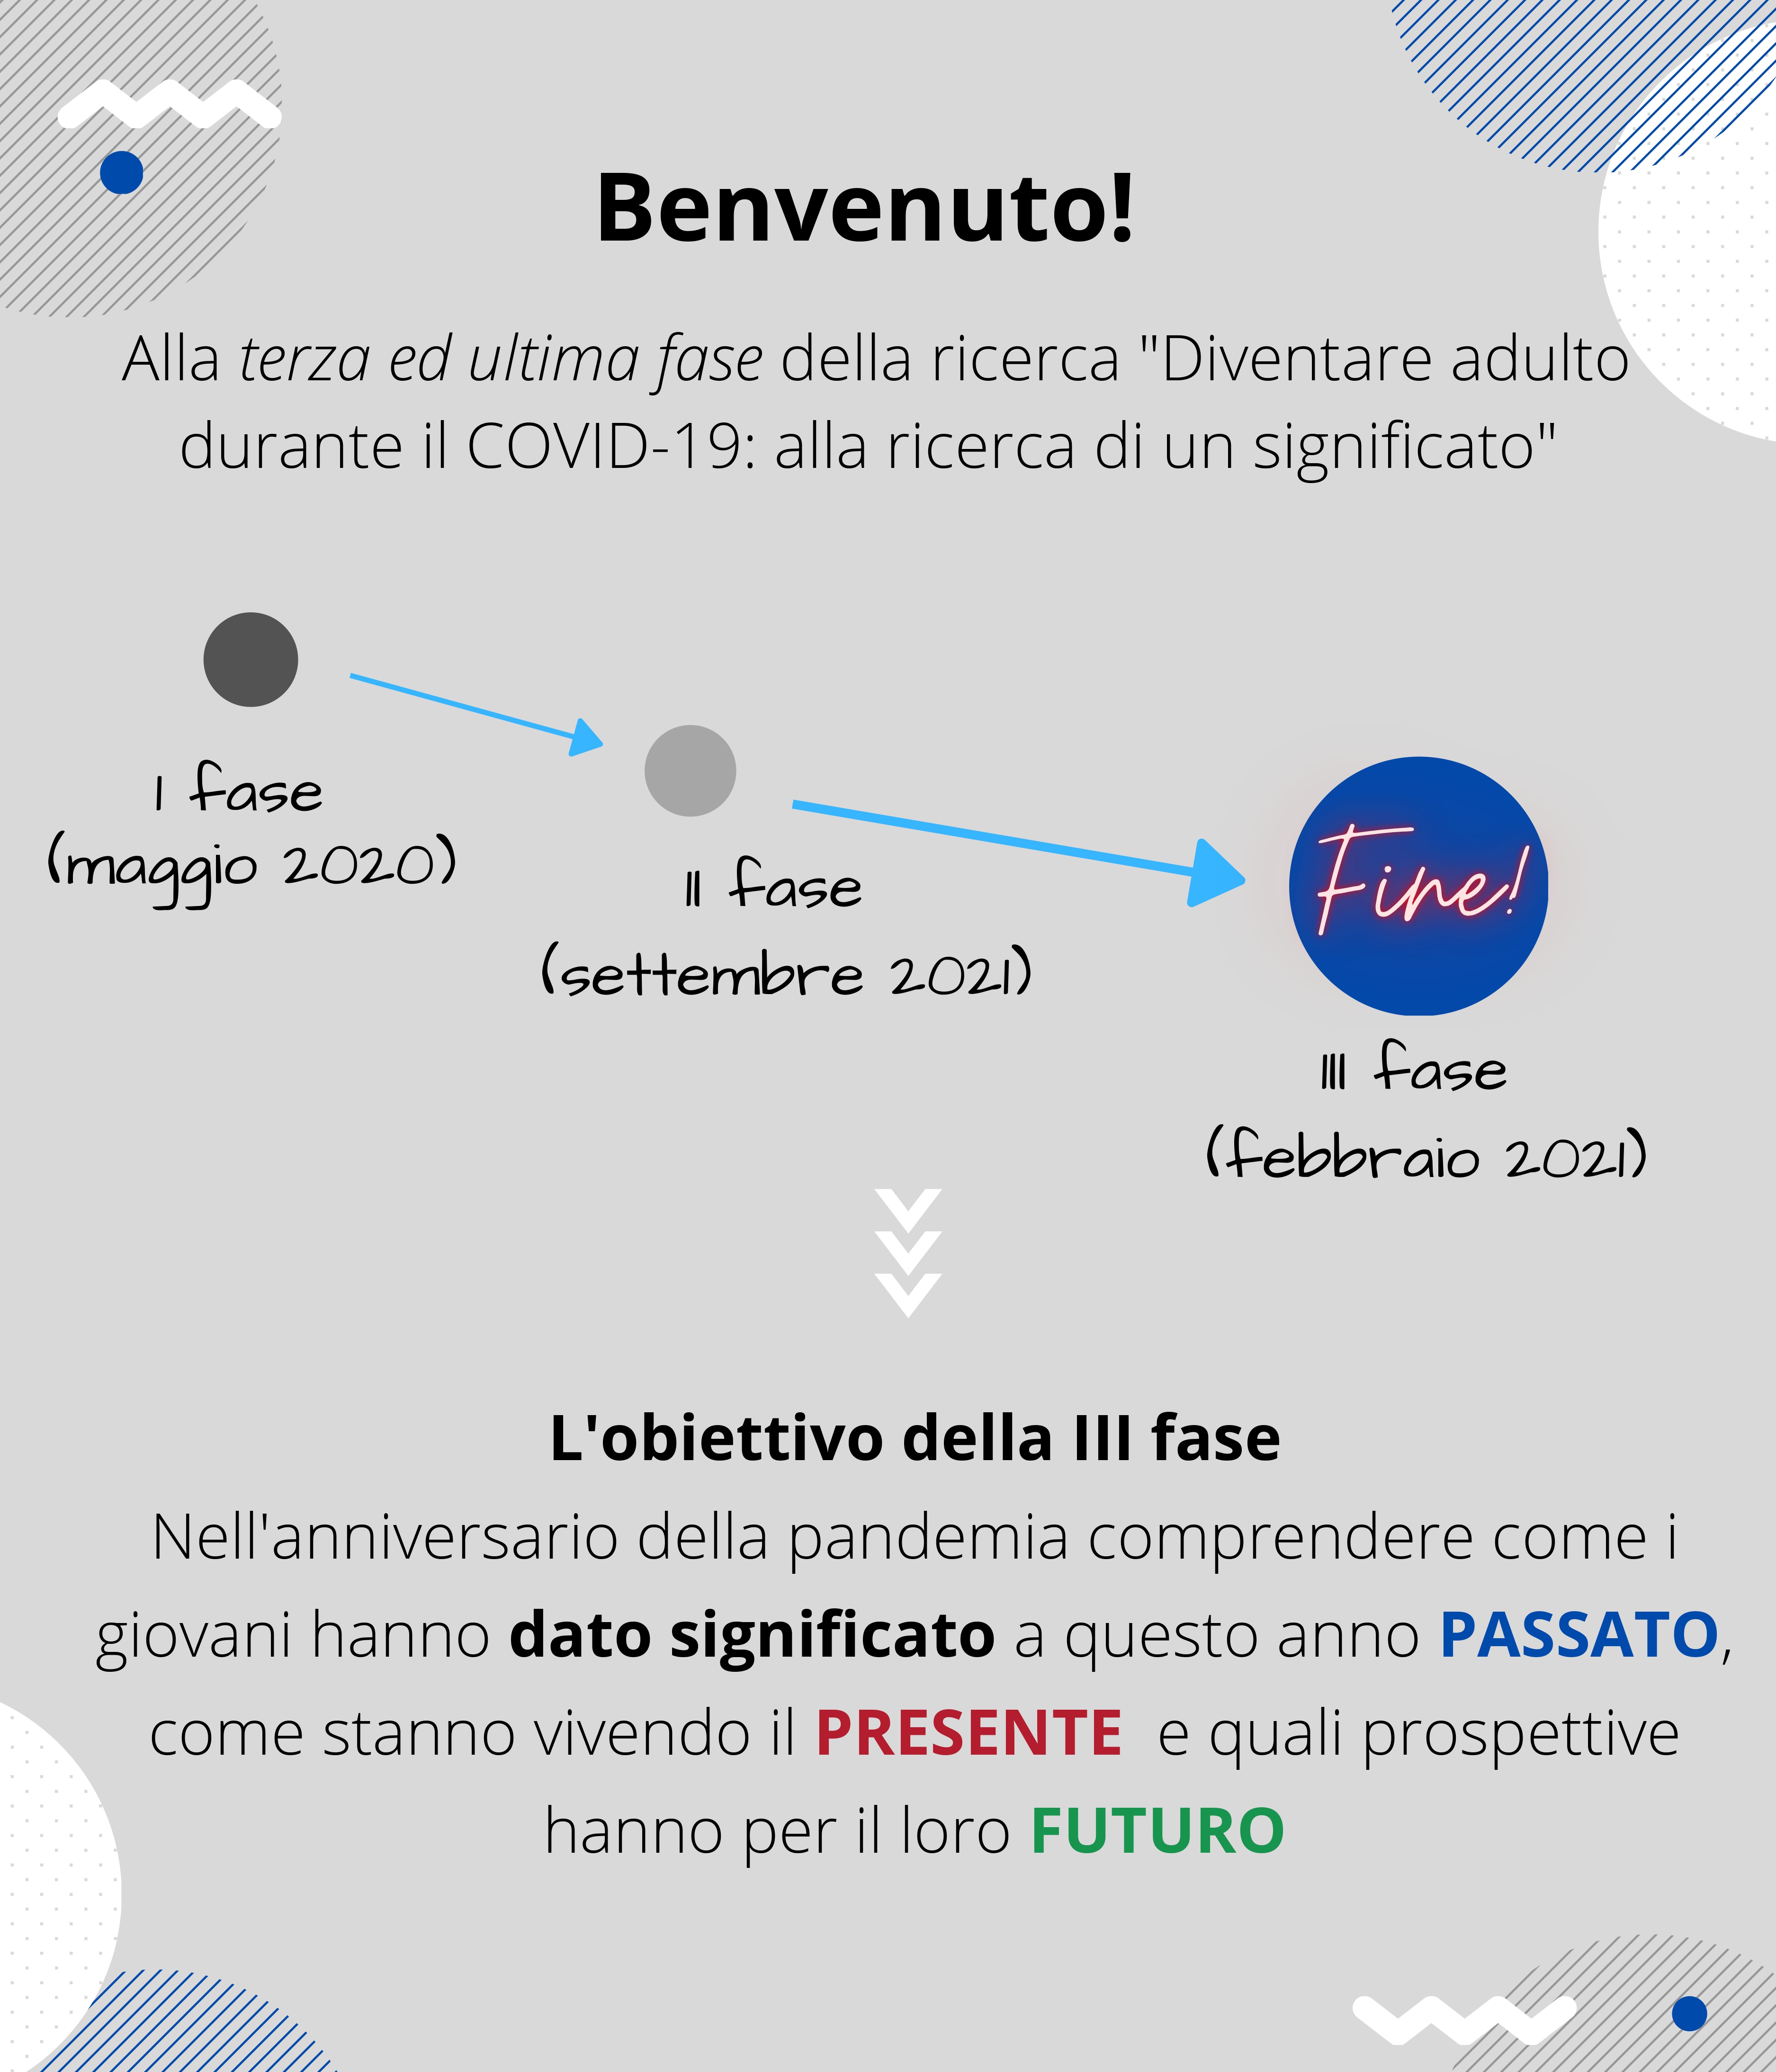 Benvenuto!
Alla terza ed ultima fase della ricerca "Diventare adulto
durante il COVID-19: alla ricerca di un significato"
I fase
(maggio 2020)
II fase
(settembre 2021)
Fine!
III fase
(febbraio 2021)
L'obiettivo della III fase
Nell'anniversario della pandemia comprendere come i
giovani hanno dato significato a questo anno PASSATO,
come stanno vivendo il PRESENTE e quali prospettive
hanno per il loro FUTURO